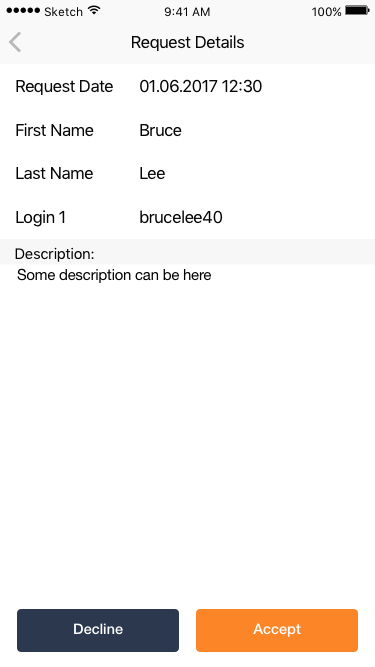 Sketch 9:41 AM 100%
Request Details
Request Date 01.06.2017 12:30
First Name Bruce
Last Name Lee
Login 1 brucelee40
Description:
Some description can be here
Decline Accept